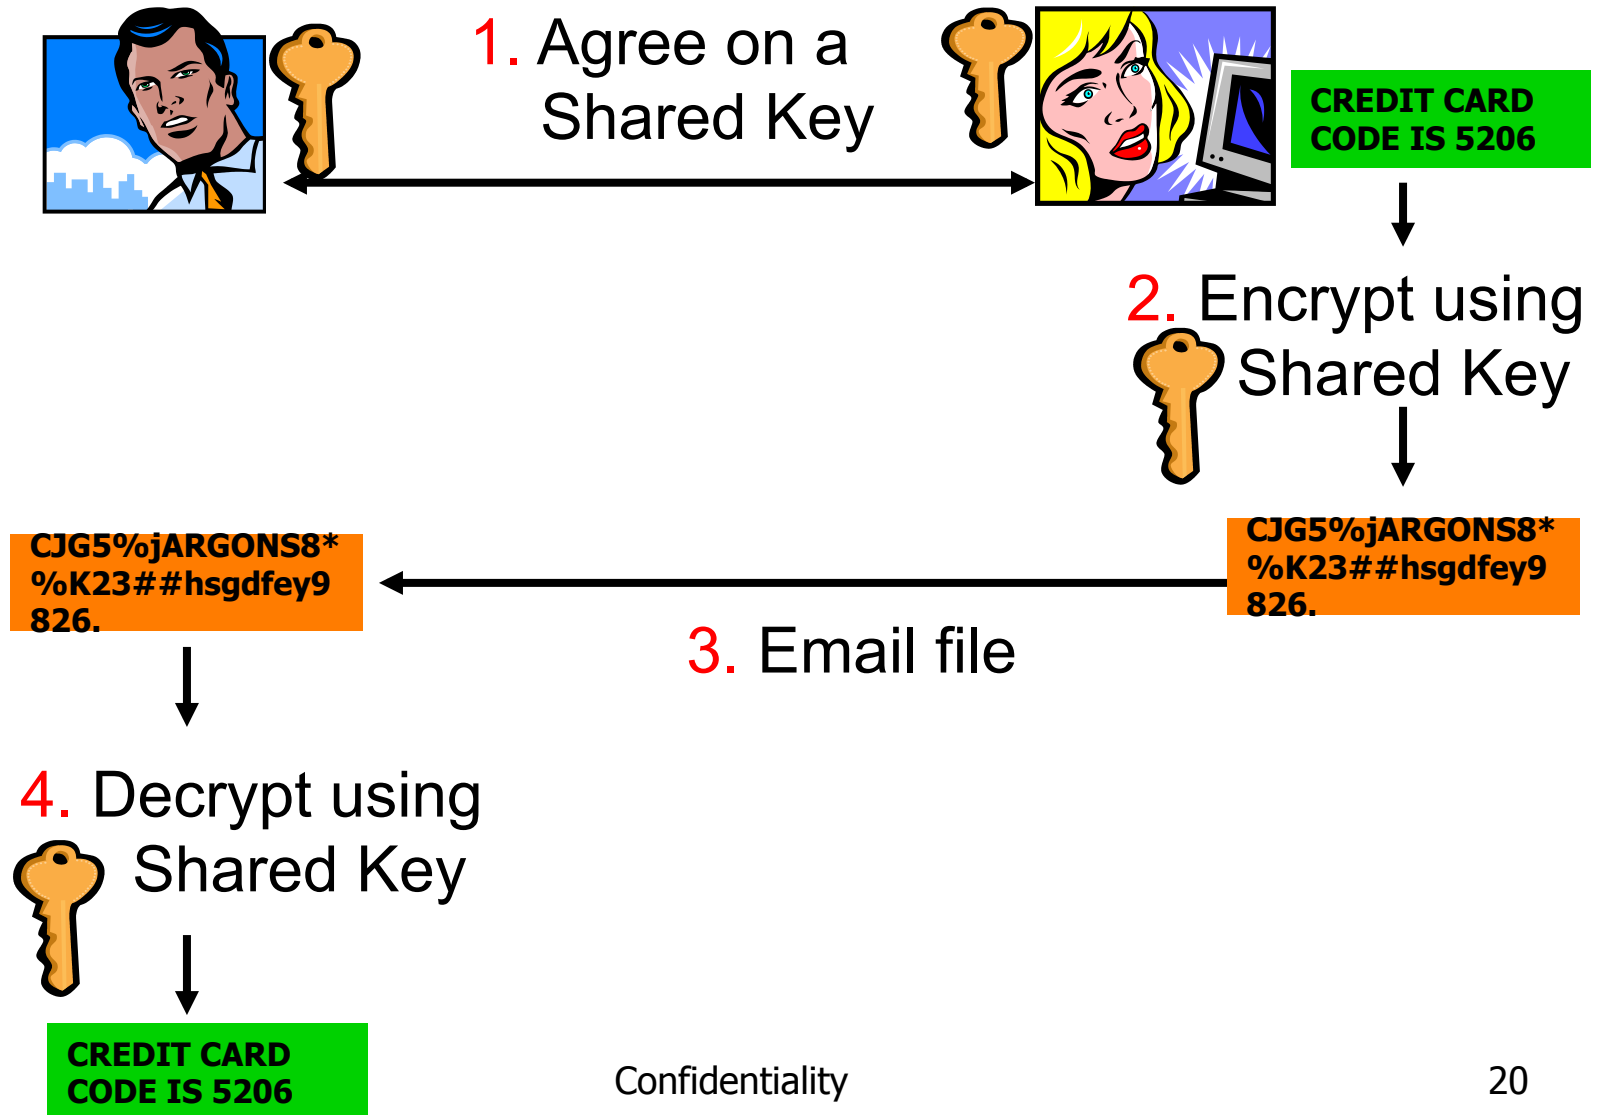 1. Agree on a
Shared Key
CREDIT CARD
CODE IS 5206
2. Encrypt using
Shared Key
CJG5%jARGONS8*
%K23##hsgdfey9
826.
3. Email file
CJG5%jARGONS8*
%K23##hsgdfey9
826.
4. Decrypt using
Shared Key
CREDIT CARD
CODE IS 5206
Confidentiality
20